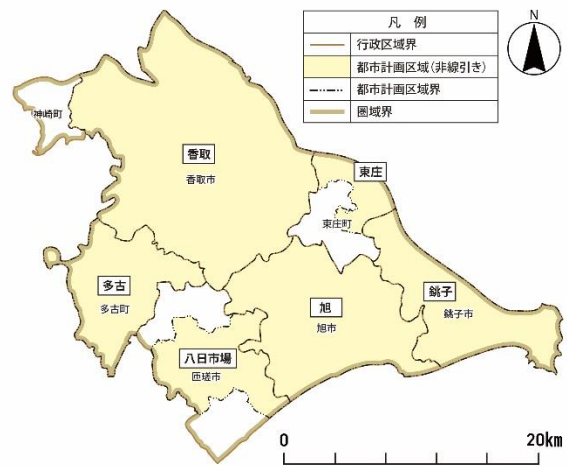 凡 例
行政区域界
都市計画区域(非線引き)
都市計画区域界
圏域界
N
神崎町
香取
香取市
東庄
東庄町
多古
多古町
旭
旭市
銚子
銚子市
八日市場
匝瑳市
0 20km